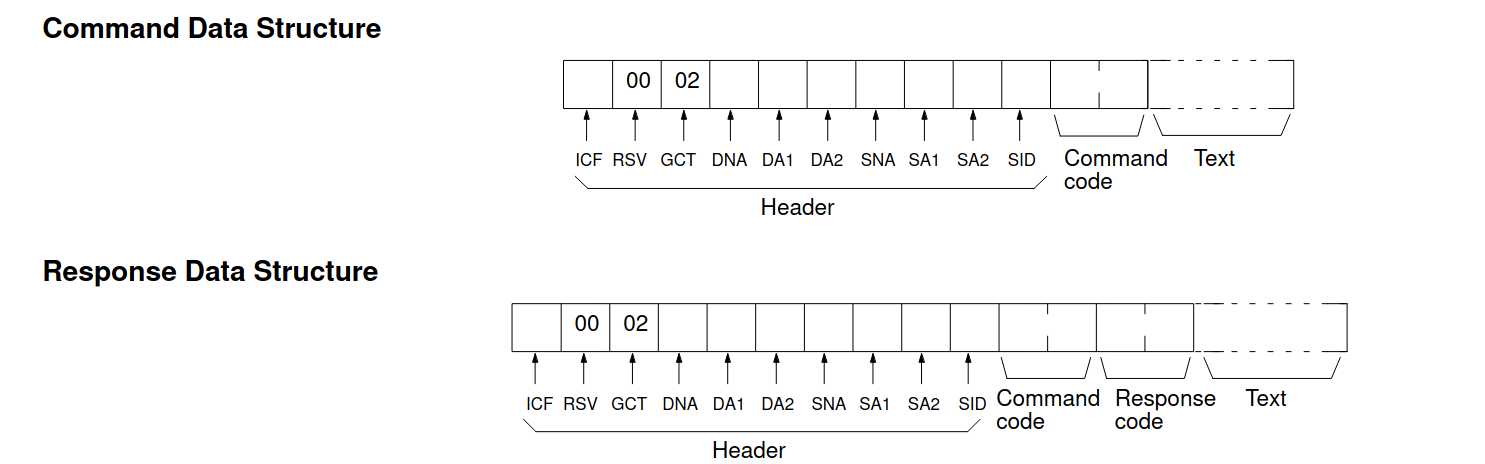 Command Data Structure
00 02
ICF RSV GCT DNA DA1 DA2 SNA SA1 SA2 SID Command code Text
Header
Response Data Structure
00 02
ICF RSV GCT DNA DA1 DA2 SNA SA1 SA2 SID Command code Response code Text
Header